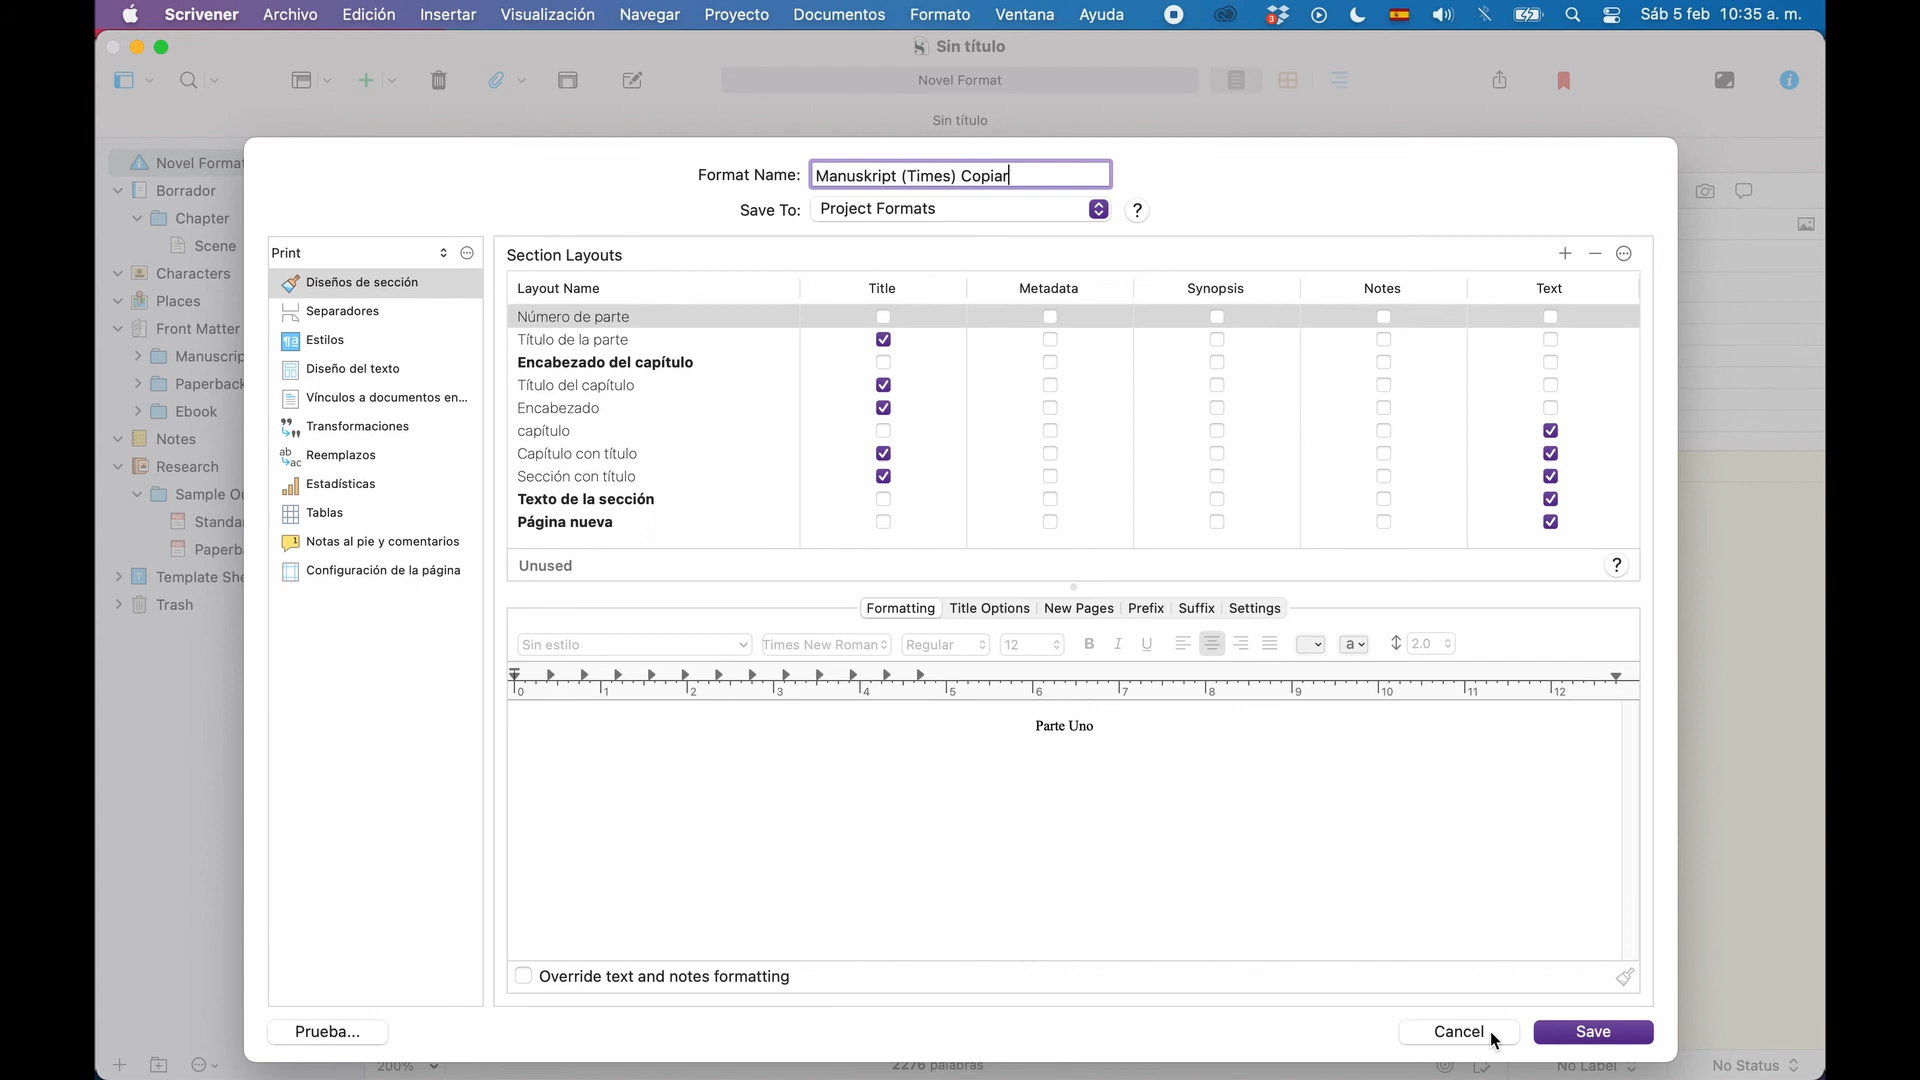 Scrivener Archivo Edición Insertar Visualización Navegar Proyecto Documentos Formato Ventana Ayuda 3 Sáb 5 feb 10:35 a. m.
Sin título
Novel Format
Sin título
Novel Format
Borrador
Chapter
Scene
Characters
Places
Front Matter
Manuscrip
Paperback
Ebook
Notes
Research
Sample Ou
Standa
Paperb
Template She
Trash
Format Name: Manuskript (Times) Copiar
Save To: Project Formats ?
Print
Diseños de sección
Separadores
Estilos
Diseño del texto
Vínculos a documentos en...
Transformaciones
Reemplazos
Estadísticas
Tablas
Notas al pie y comentarios
Configuración de la página
Section Layouts
Layout Name Title Metadata Synopsis Notes Text
Número de parte
Título de la parte
Encabezado del capítulo
Título del capítulo
Encabezado
capítulo
Capítulo con título
Sección con título
Texto de la sección
Página nueva
Unused ?
Formatting Title Options New Pages Prefix Suffix Settings
Sin estilo Times New Roman Regular 12 B I U a 2.0
0 1 2 3 4 5 6 7 8 9 10 11 12
Parte Uno
Override text and notes formatting
Prueba... Cancel Save
200% 2276 palabras No Label No Status